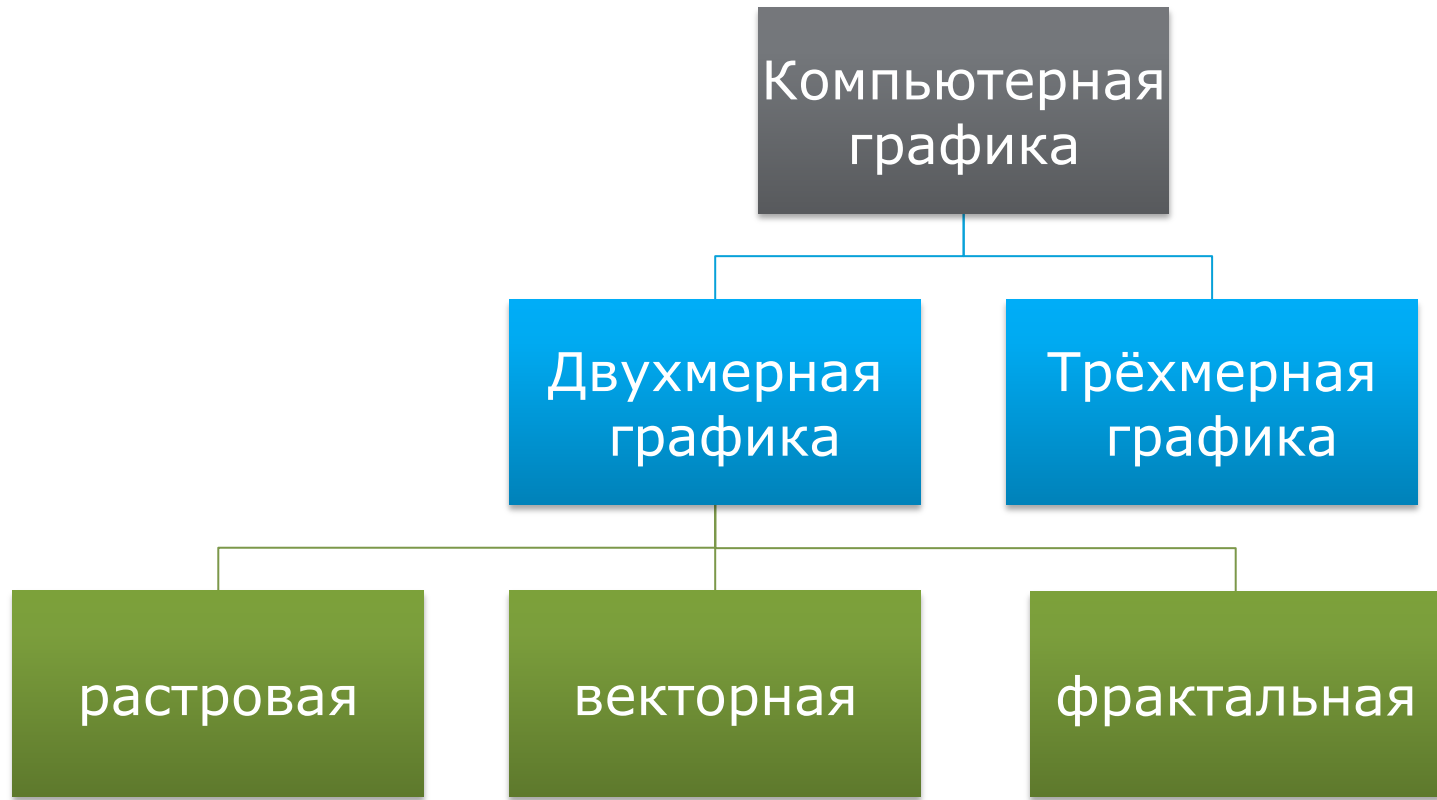 Компьютерная
графика
Двухмерная
графика
Трёхмерная
графика
растровая
векторная
фрактальная